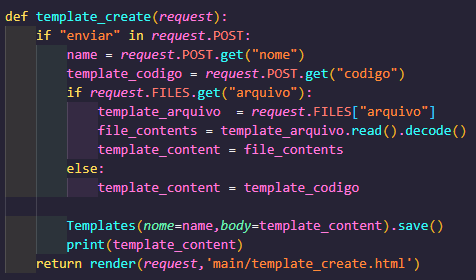 def template_create(request):
    if "enviar" in request.POST:
        name = request.POST.get("nome")
        template_codigo = request.POST.get("codigo")
        if request.FILES.get("arquivo"):
            template_arquivo  = request.FILES["arquivo"]
            file_contents = template_arquivo.read().decode()
            template_content = file_contents
        else:
            template_content = template_codigo

        Templates(nome=name,body=template_content).save()
        print(template_content)
    return render(request,'main/template_create.html')